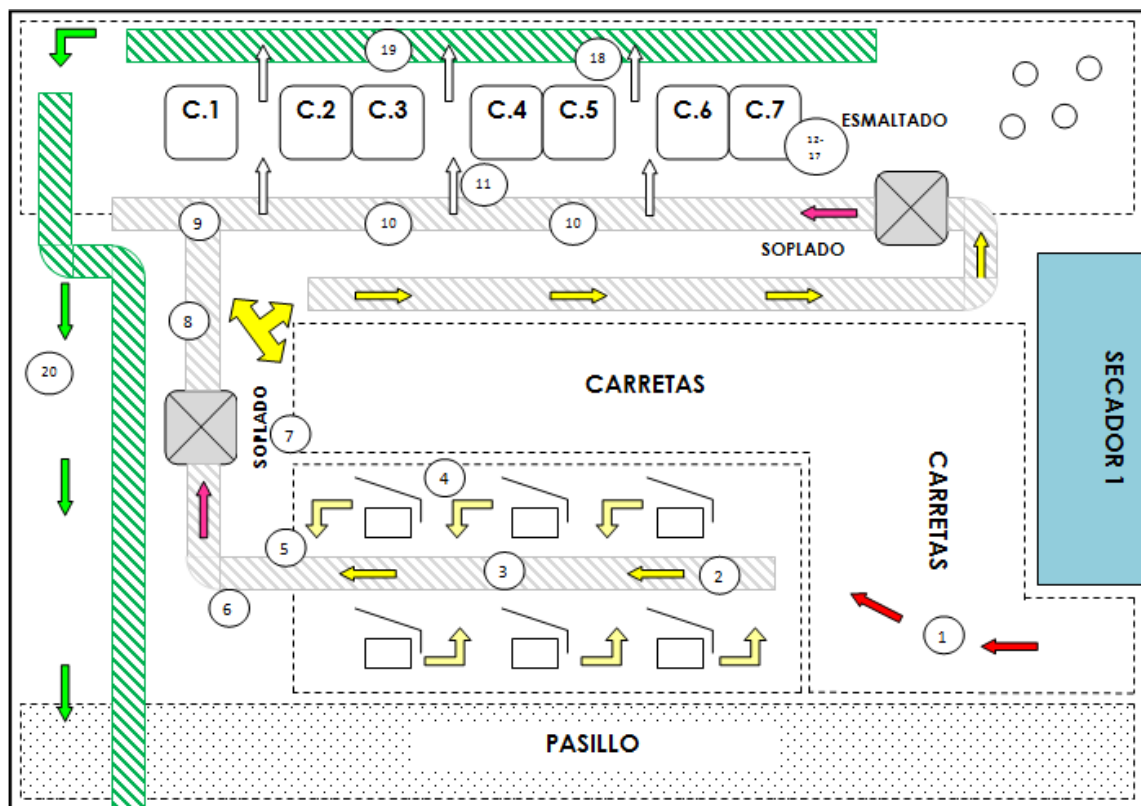 19
18
C.1
C.2
C.3
C.4
C.5
C.6
C.7
ESMALTADO
12-
17
11
9
10
10
SOPLADO
8
20
CARRETAS
SECADOR 1
SOPLADO
7
CARRETAS
4
5
3
2
6
1
PASILLO